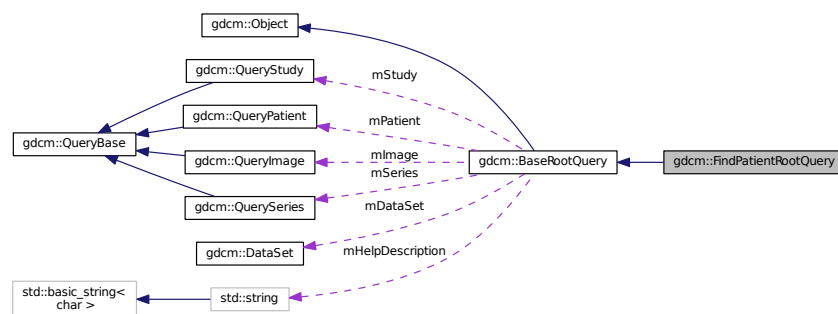 gdcm::Object
gdcm::QueryStudy
mStudy
gdcm::QueryPatient
mPatient
gdcm::QueryBase
gdcm::QueryImage
mImage
gdcm::BaseRootQuery
gdcm::FindPatientRootQuery
mSeries
gdcm::QuerySeries
mDataSet
gdcm::DataSet
mHelpDescription
std::basic_string<
char >
std::string